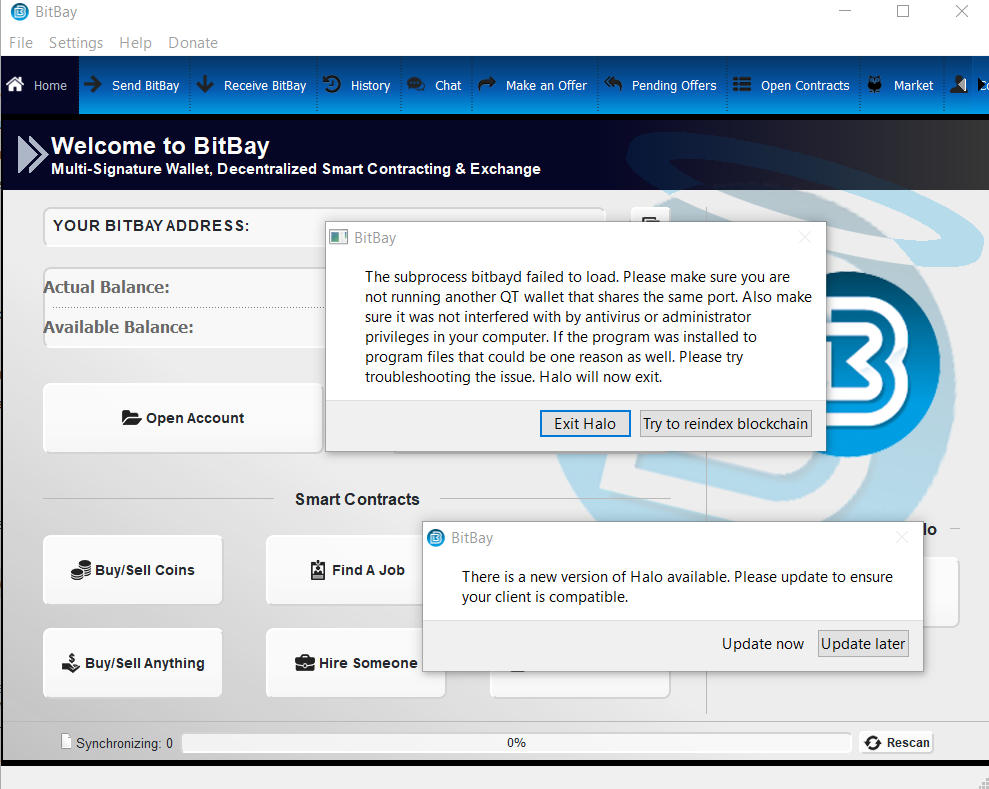 BitBay
File Settings Help Donate
Home Send BitBay Receive BitBay History Chat Make an Offer Pending Offers Open Contracts Market
Welcome to BitBay
Multi-Signature Wallet, Decentralized Smart Contracting & Exchange
YOUR BITBAY ADDRESS:
Actual Balance:
Available Balance:
Open Account
BitBay
The subprocess bitbayd failed to load. Please make sure you are
not running another QT wallet that shares the same port. Also make
sure it was not interfered with by antivirus or administrator
privileges in your computer. If the program was installed to
program files that could be one reason as well. Please try
troubleshooting the issue. Halo will now exit.
Exit Halo Try to reindex blockchain
Smart Contracts
lo
Buy/Sell Coins Find A Job
Buy/Sell Anything Hire Someone
BitBay
There is a new version of Halo available. Please update to ensure
your client is compatible.
Update now Update later
Synchronizing: 0 0% Rescan